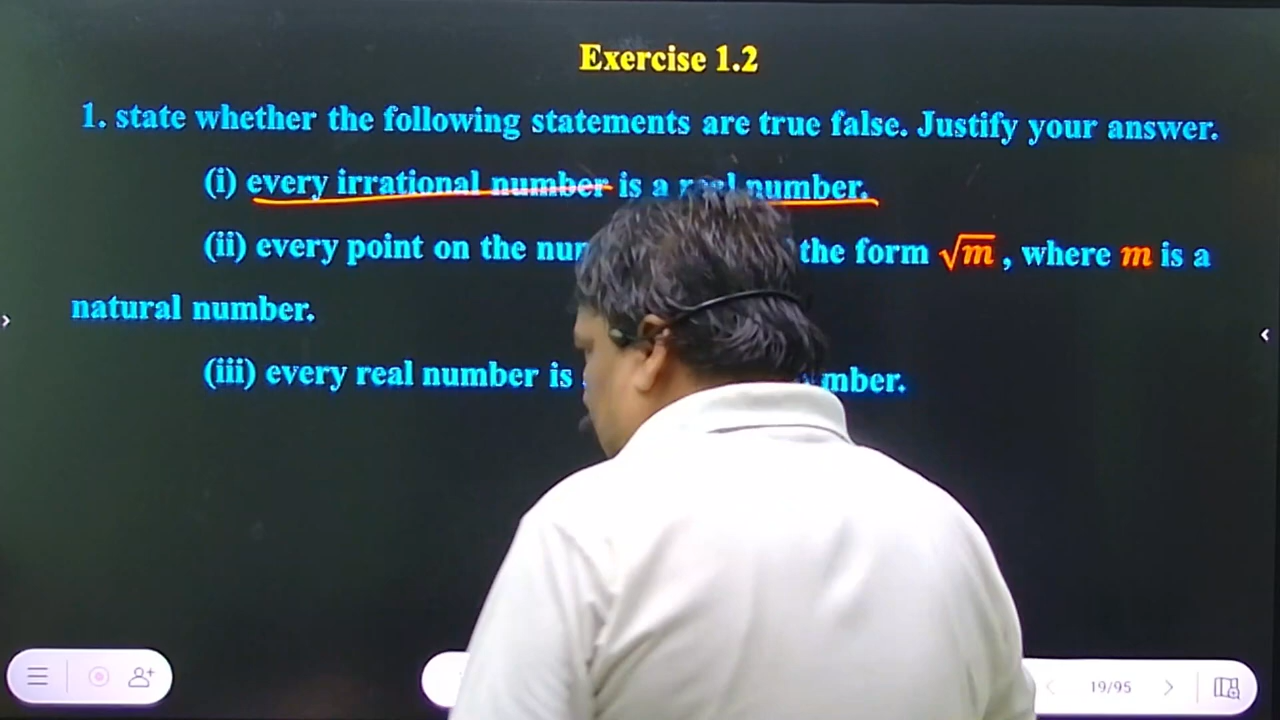 Exercise 1.2
1. state whether the following statements are true false. Justify your answer.
(i) every irrational number is a real number.
(ii) every point on the the form √m , where m is a
natural number.
(iii) every real number is
19/95